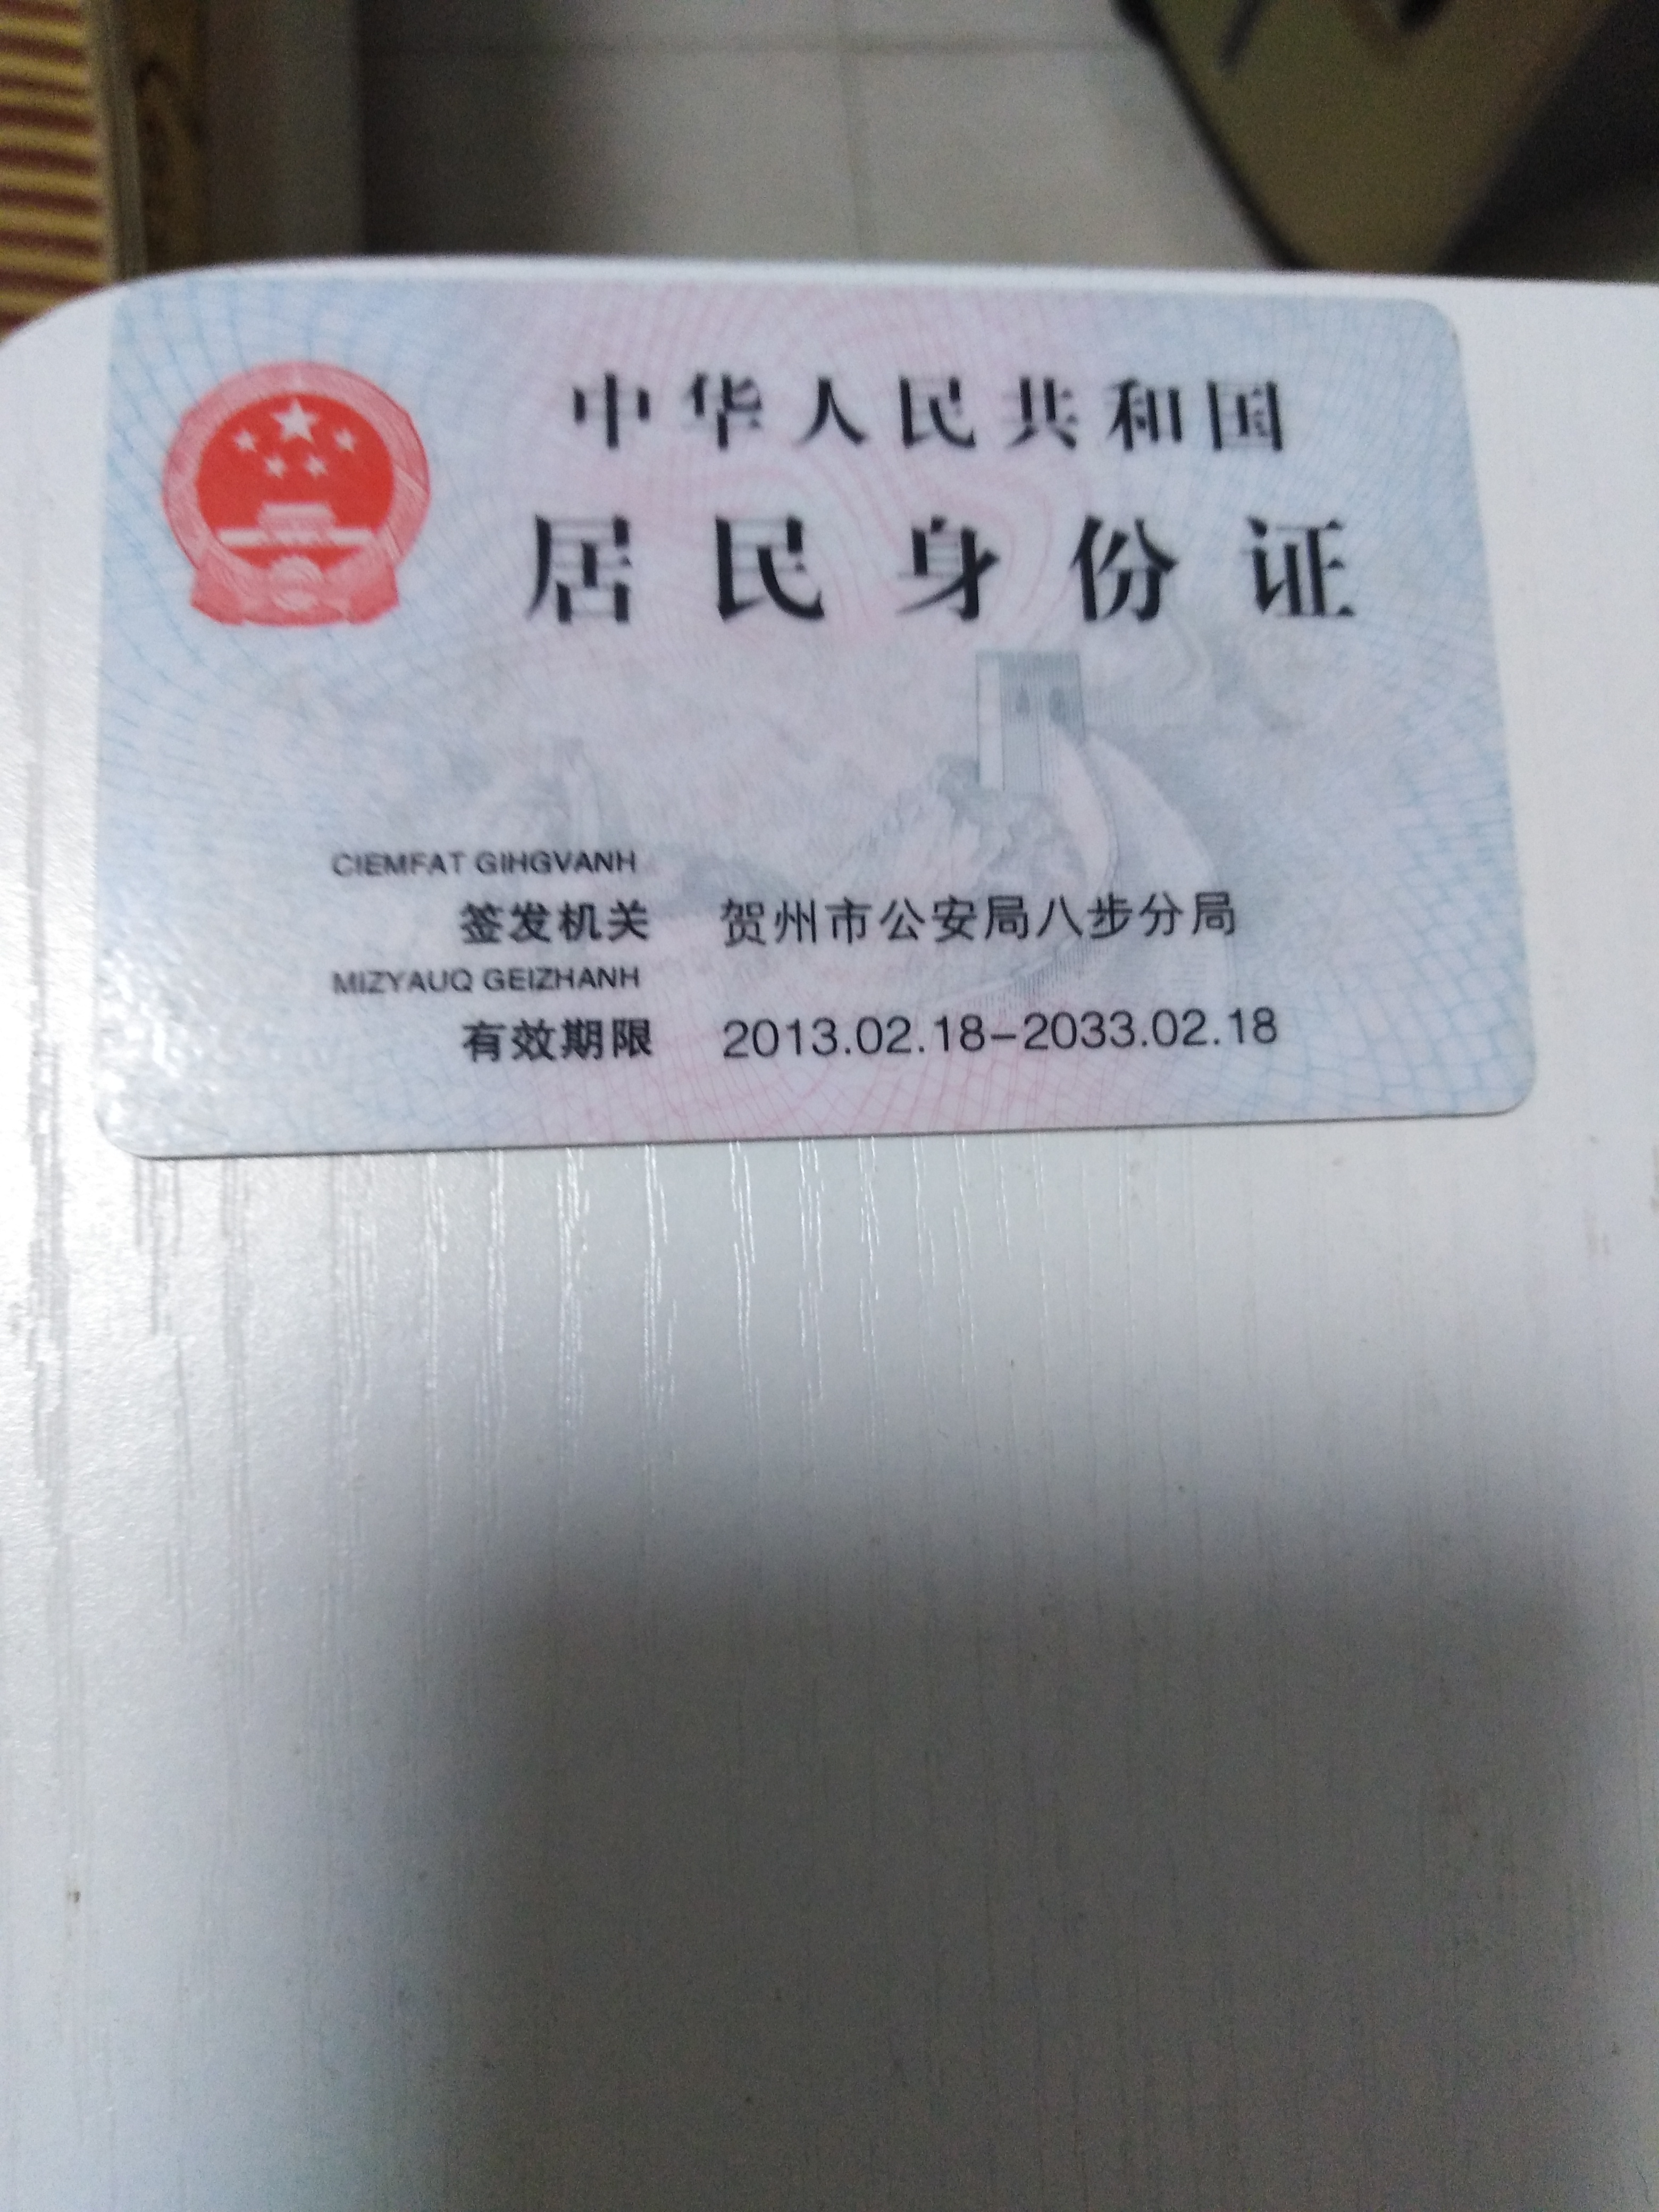 中华人民共和国
居民身份证
CIEMFAT GIHGVANH
签发机关 贺州市公安局八步分局
MIZYAUQ GEIZHANH
有效期限 2013.02.18-2033.02.18